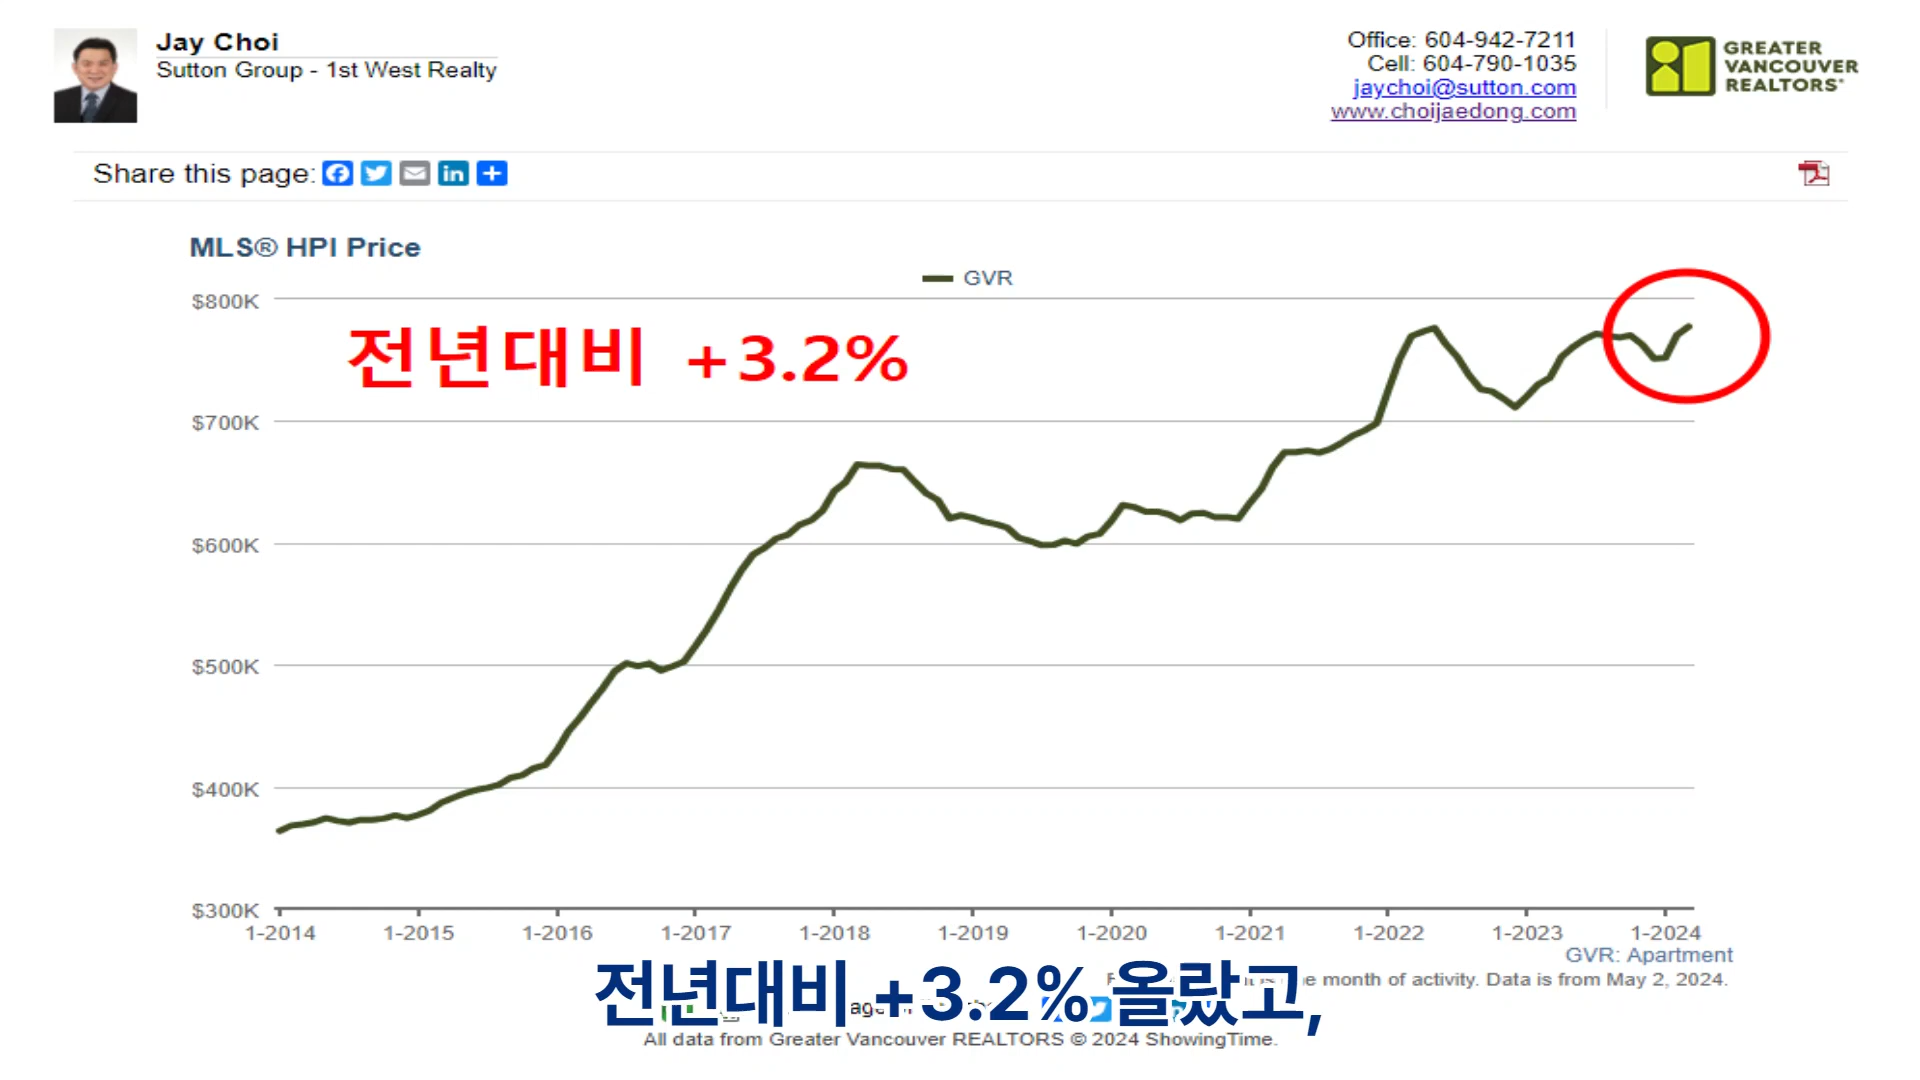 Jay Choi
Sutton Group - 1st West Realty
Office: 604-942-7211
Cell: 604-790-1035
jaychoi@sutton.com
www.choijaedong.com
GREATER
VANCOUVER
REALTORS®
Share this page:
MLS® HPI Price
GVR
전년대비 +3.2%
$800K
$700K
$600K
$500K
$400K
$300K
1-2014 1-2015 1-2016 1-2017 1-2018 1-2019 1-2020 1-2021 1-2022 1-2023 1-2024
GVR: Apartment
month of activity. Data is from May 2, 2024.
전년대비 +3.2% 올랐고,
All data from Greater Vancouver REALTORS © 2024 ShowingTime.